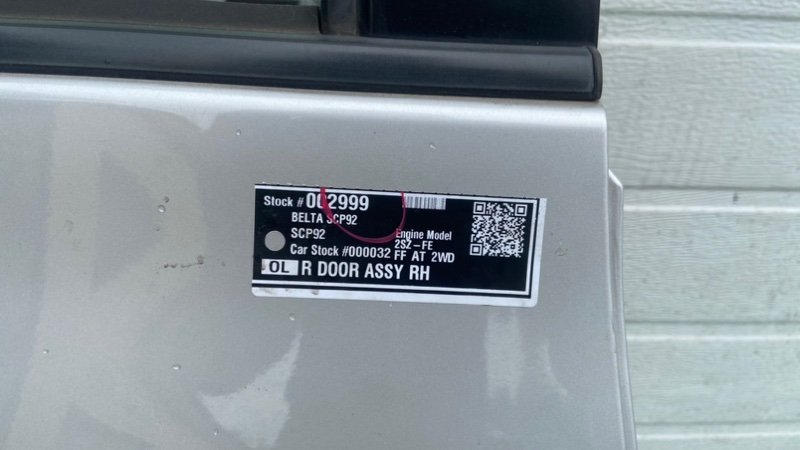 Stock # 002999
BELTA SCP92
SCP92
Engine Model
2SZ-FE
Car Stock #000032 FF AT 2WD
OL R DOOR ASSY RH